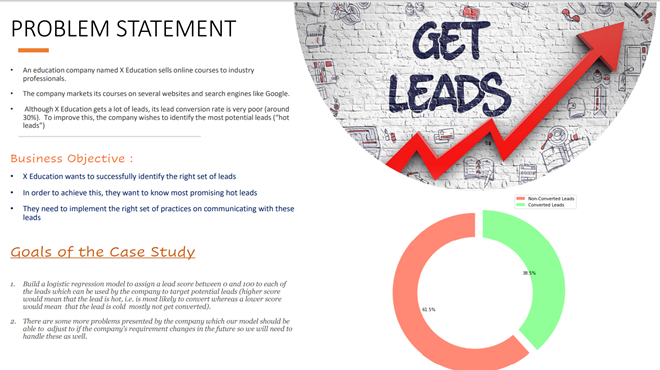 PROBLEM STATEMENT
• An education company named X Education sells online courses to industry
professionals.
• The company markets its courses on several websites and search engines like Google.
• Although X Education gets a lot of leads, its lead conversion rate is very poor (around
30%). To improve this, the company wishes to identify the most potential leads (“hot
leads”)
Business Objective :
• X Education wants to successfully identify the right set of leads
• In order to achieve this, they want to know most promising hot leads
• They need to implement the right set of practices on communicating with these
leads
Goals of the Case Study
1. Build a logistic regression model to assign a lead score between 0 and 100 to each of
the leads which can be used by the company to target potential leads (higher score
would mean that the lead is hot, i.e. is most likely to convert whereas a lower score
would mean that the lead is cold mostly not get converted).
2. There are some more problems presented by the company which our model should be
able to adjust to if the company's requirement changes in the future so we will need to
handle these as well.
GET
LEADS
Non-Converted Leads
Converted Leads
38.5%
61.5%